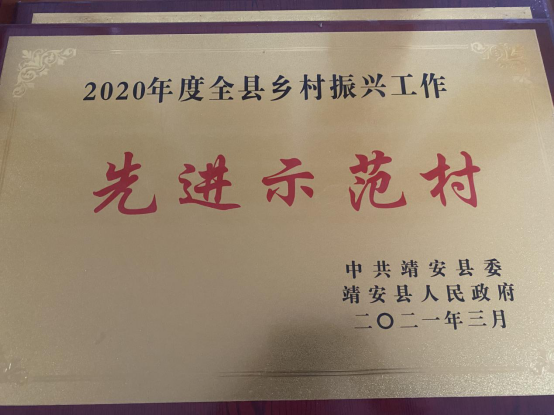 2020年度全县乡村振兴工作
先进示范村
中共靖安县委
靖安县人民政府
二〇二一年三月